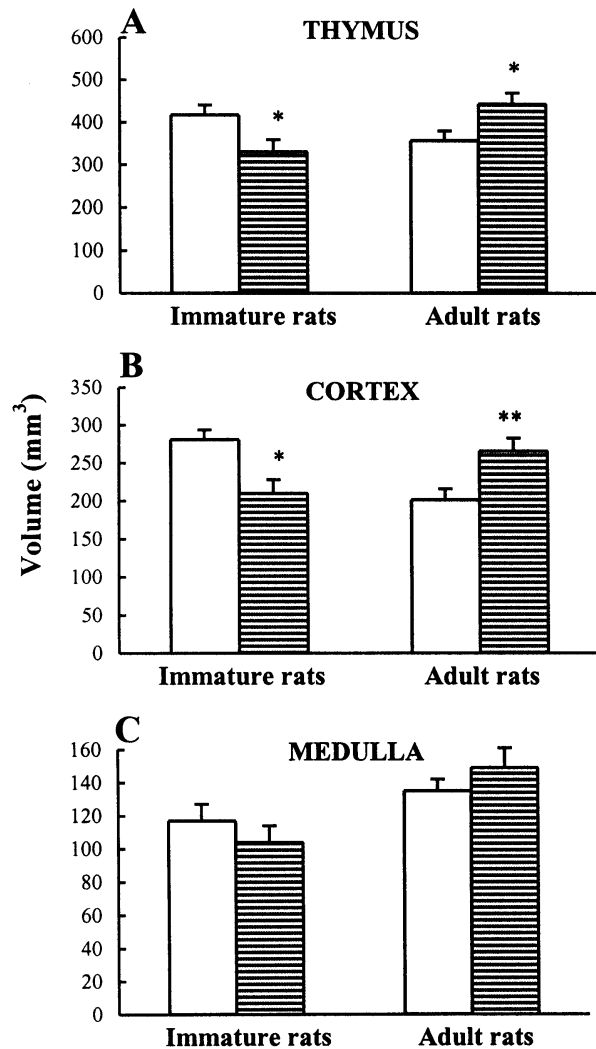 A
THYMUS
600
500
400
300
200
100
0
*
*
Immature rats
Adult rats
B
CORTEX
350
300
250
200
150
100
50
0
*
**
Immature rats
Adult rats
Volume (mm³)
C
MEDULLA
160
140
120
100
80
60
40
20
0
Immature rats
Adult rats